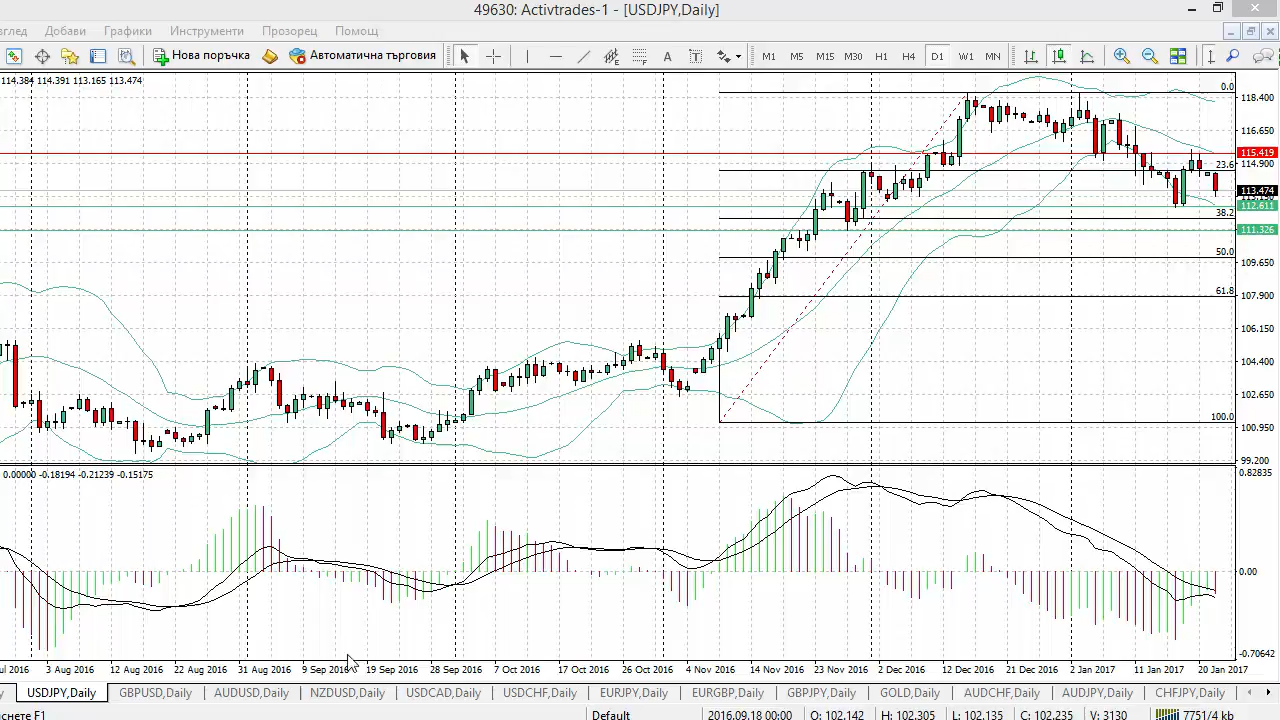 49630: Activtrades-1 - [USDJPY,Daily]
глед Добави Графики Инструменти Прозорец Помощ
Нова поръчка Автоматична търговия A T M1 M5 M15 M30 H1 H4 D1 W1 MN
114.384 114.391 113.165 113.474
0.0
118.400
116.650
115.419
114.900
23.6
113.474
112.611
38.2
111.326
50.0
109.650
61.8
107.900
106.150
104.400
102.650
100.0
100.950
99.200
0.00000 -0.18194 -0.21239 -0.15175
0.82835
0.00
-0.70642
ul 2016 3 Aug 2016 12 Aug 2016 22 Aug 2016 31 Aug 2016 9 Sep 2016 19 Sep 2016 28 Sep 2016 7 Oct 2016 17 Oct 2016 26 Oct 2016 4 Nov 2016 14 Nov 2016 23 Nov 2016 2 Dec 2016 12 Dec 2016 21 Dec 2016 2 Jan 2017 11 Jan 2017 20 Jan 2017
USDJPY,Daily GBPUSD,Daily AUDUSD,Daily NZDUSD,Daily USDCAD,Daily USDCHF,Daily EURJPY,Daily EURGBP,Daily GBPJPY,Daily GOLD,Daily AUDCHF,Daily AUDJPY,Daily CHFJPY,Daily
снете F1 Default 2016.09.18 00:00 O: 102.142 H: 102.305 L: 102.135 C: 102.235 V: 3130 7751/4 kb